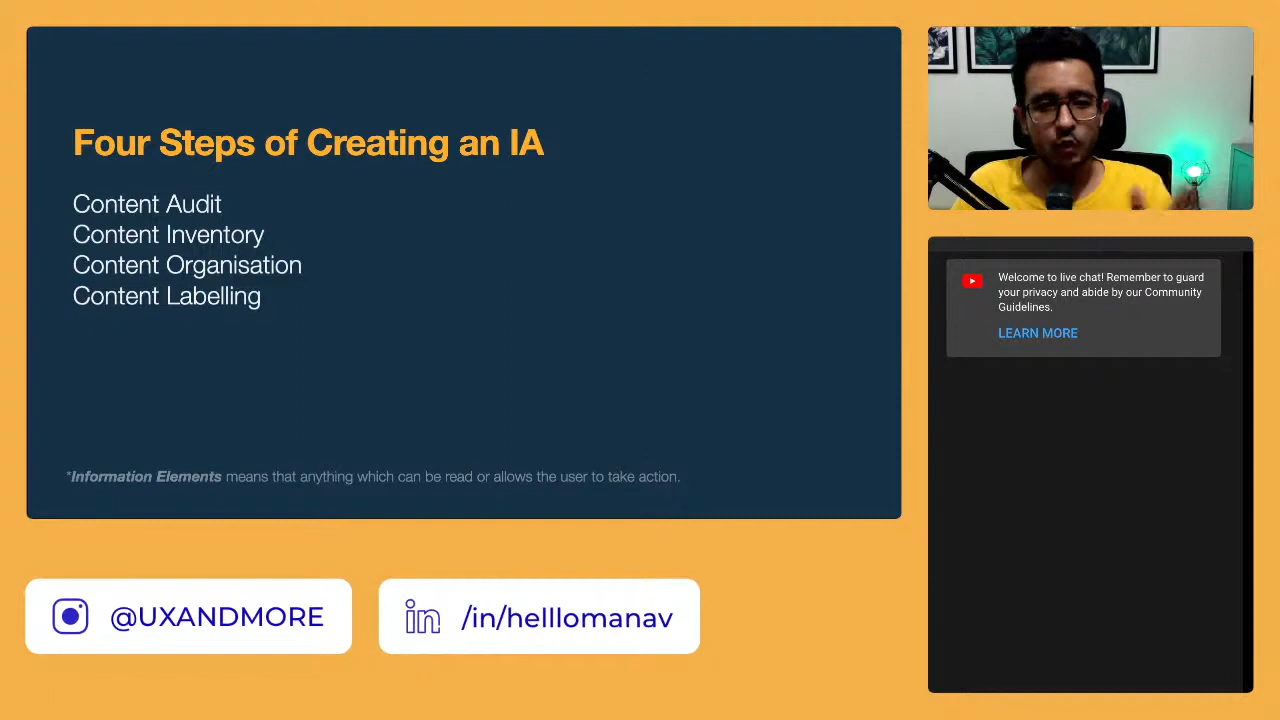 Four Steps of Creating an IA
Content Audit
Content Inventory
Content Organisation
Content Labelling
*Information Elements means that anything which can be read or allows the user to take action.
Welcome to live chat! Remember to guard
your privacy and abide by our Community
Guidelines.
LEARN MORE
@UXANDMORE
in /in/helllomanav